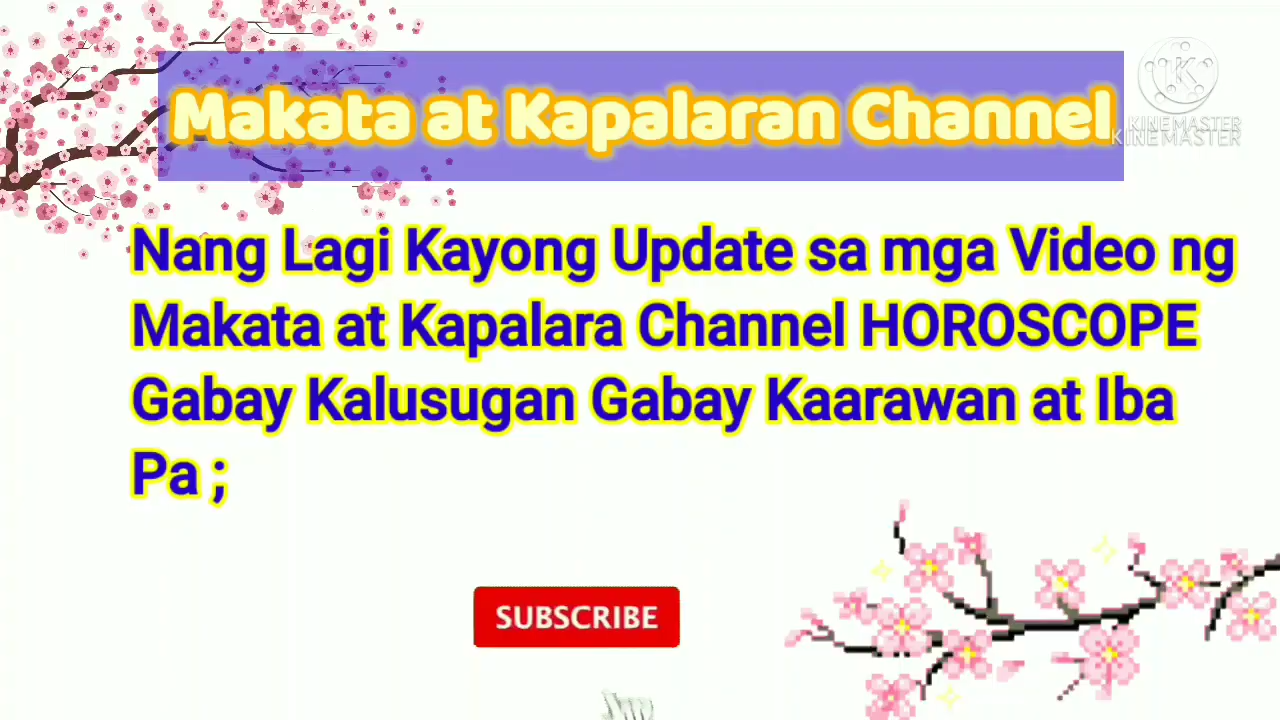 Makata at Kapalaran Channel
KINEMASTER
KINEMASTER
Nang Lagi Kayong Update sa mga Video ng
Makata at Kapalara Channel HOROSCOPE
Gabay Kalusugan Gabay Kaarawan at Iba
Pa ;
SUBSCRIBE